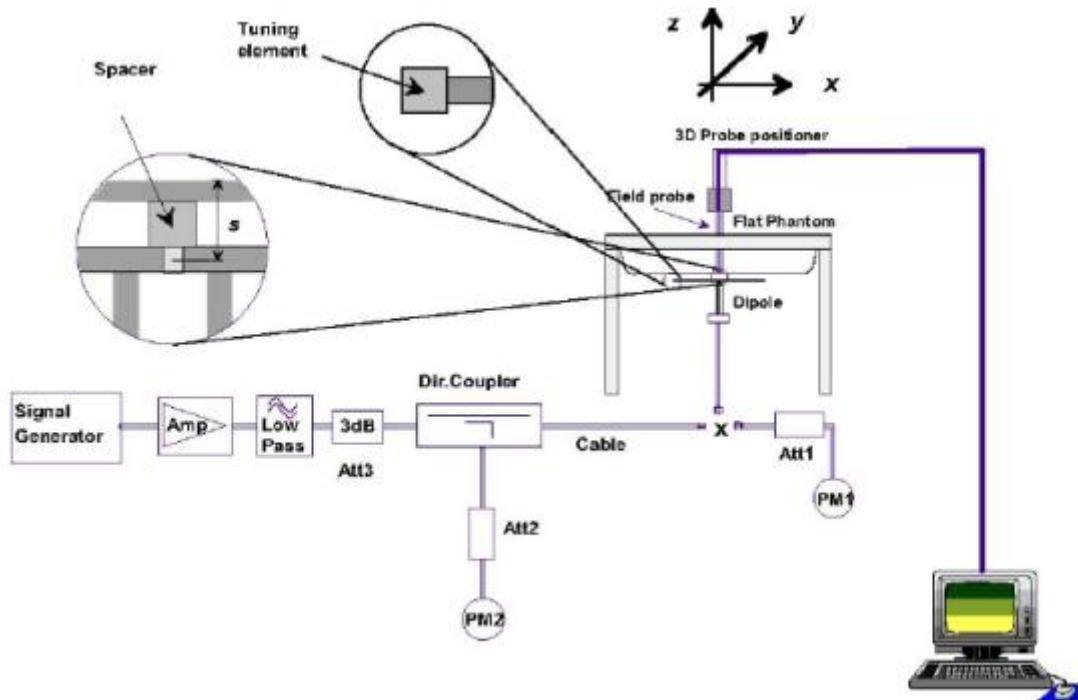 Tuning
element
Spacer
s
z
y
x
3D Probe positioner
Field probe
Flat Phantom
Dipole
Dir.Coupler
Signal
Generator
Amp
Low
Pass
3dB
Att3
Cable
x
Att1
PM1
Att2
PM2